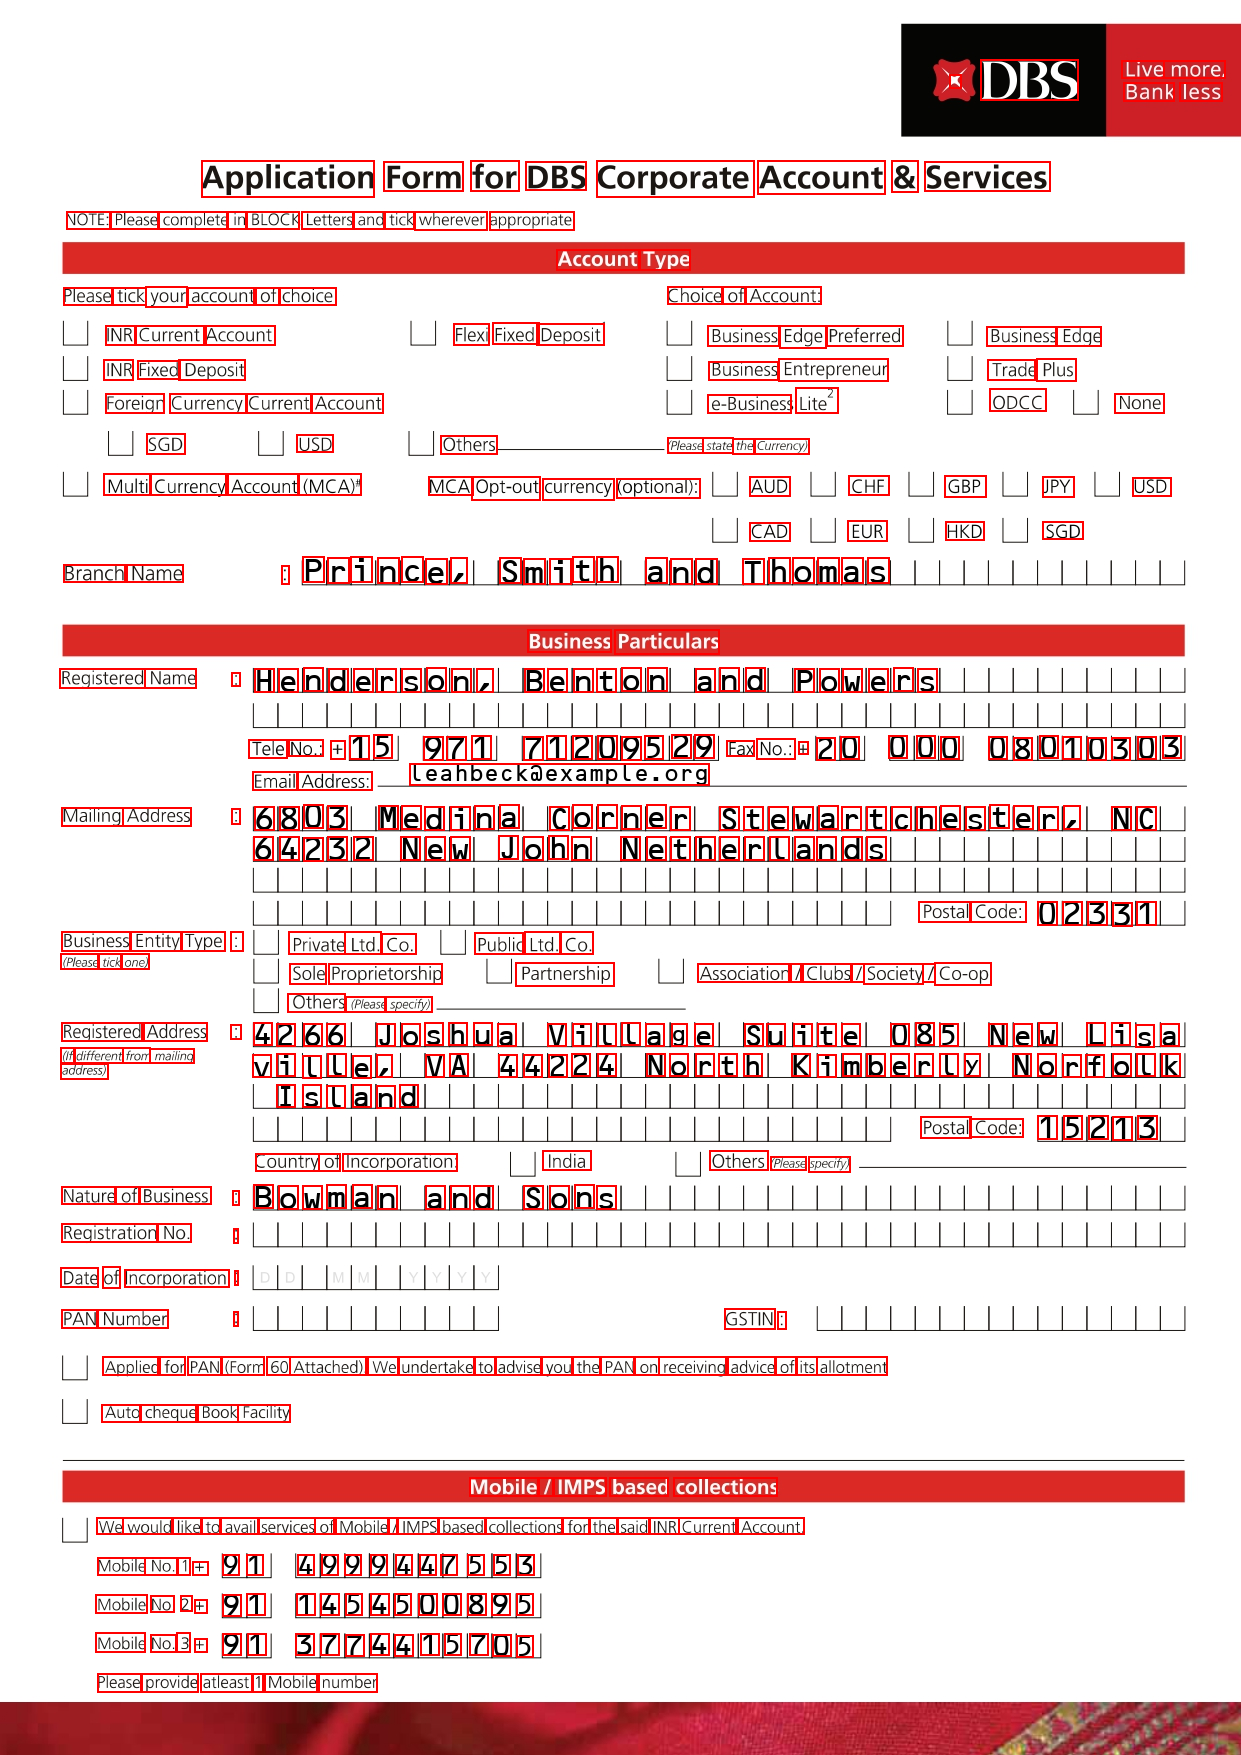 DBS
Live more,
Bank less
Application Form for DBS Corporate Account & Services
NOTE: Please complete in BLOCK Letters and tick wherever appropriate
Account Type
Please tick your account of choice
Choice of Account:
INR Current Account Flexi Fixed Deposit Business Edge Preferred Business Edge
INR Fixed Deposit Business Entrepreneur Trade Plus
Foreign Currency Current Account e-Business Lite² ODCC None
SGD USD Others (Please state the Currency)
Multi Currency Account (MCA)# MCA Opt-out currency (optional): AUD CHF GBP JPY USD
CAD EUR HKD SGD
Branch Name : Prince, Smith and Thomas
Business Particulars
Registered Name : Henderson, Benton and Powers
Tele No.: + 15 971 71209529 Fax No.: + 20 000 08010303
Email Address: leahbeck@example.org
Mailing Address : 6803 Medina Corner Stewartchester, NC
64232 New John Netherlands
Postal Code: 02331
Business Entity Type : Private Ltd. Co. Public Ltd. Co.
(Please tick one)
Sole Proprietorship Partnership Association / Clubs / Society / Co-op
Others (Please specify)
Registered Address : 4266 Joshua Village Suite 085 New Lisa
(If different from mailing address) ville, VA 44224 North Kimberly Norfolk
Island
Postal Code: 15213
Country of Incorporation: India Others (Please specify)
Nature of Business : Bowman and Sons
Registration No. :
Date of Incorporation : D D M M Y Y Y Y
PAN Number : GSTIN :
Applied for PAN (Form 60 Attached). We undertake to advise you the PAN on receiving advice of its allotment
Auto cheque Book Facility
Mobile / IMPS based collections
We would like to avail services of Mobile / IMPS based collections for the said INR Current Account.
Mobile No. 1 + 91 4999447553
Mobile No. 2 + 91 1454500895
Mobile No. 3 + 91 3774415705
Please provide atleast 1 Mobile number